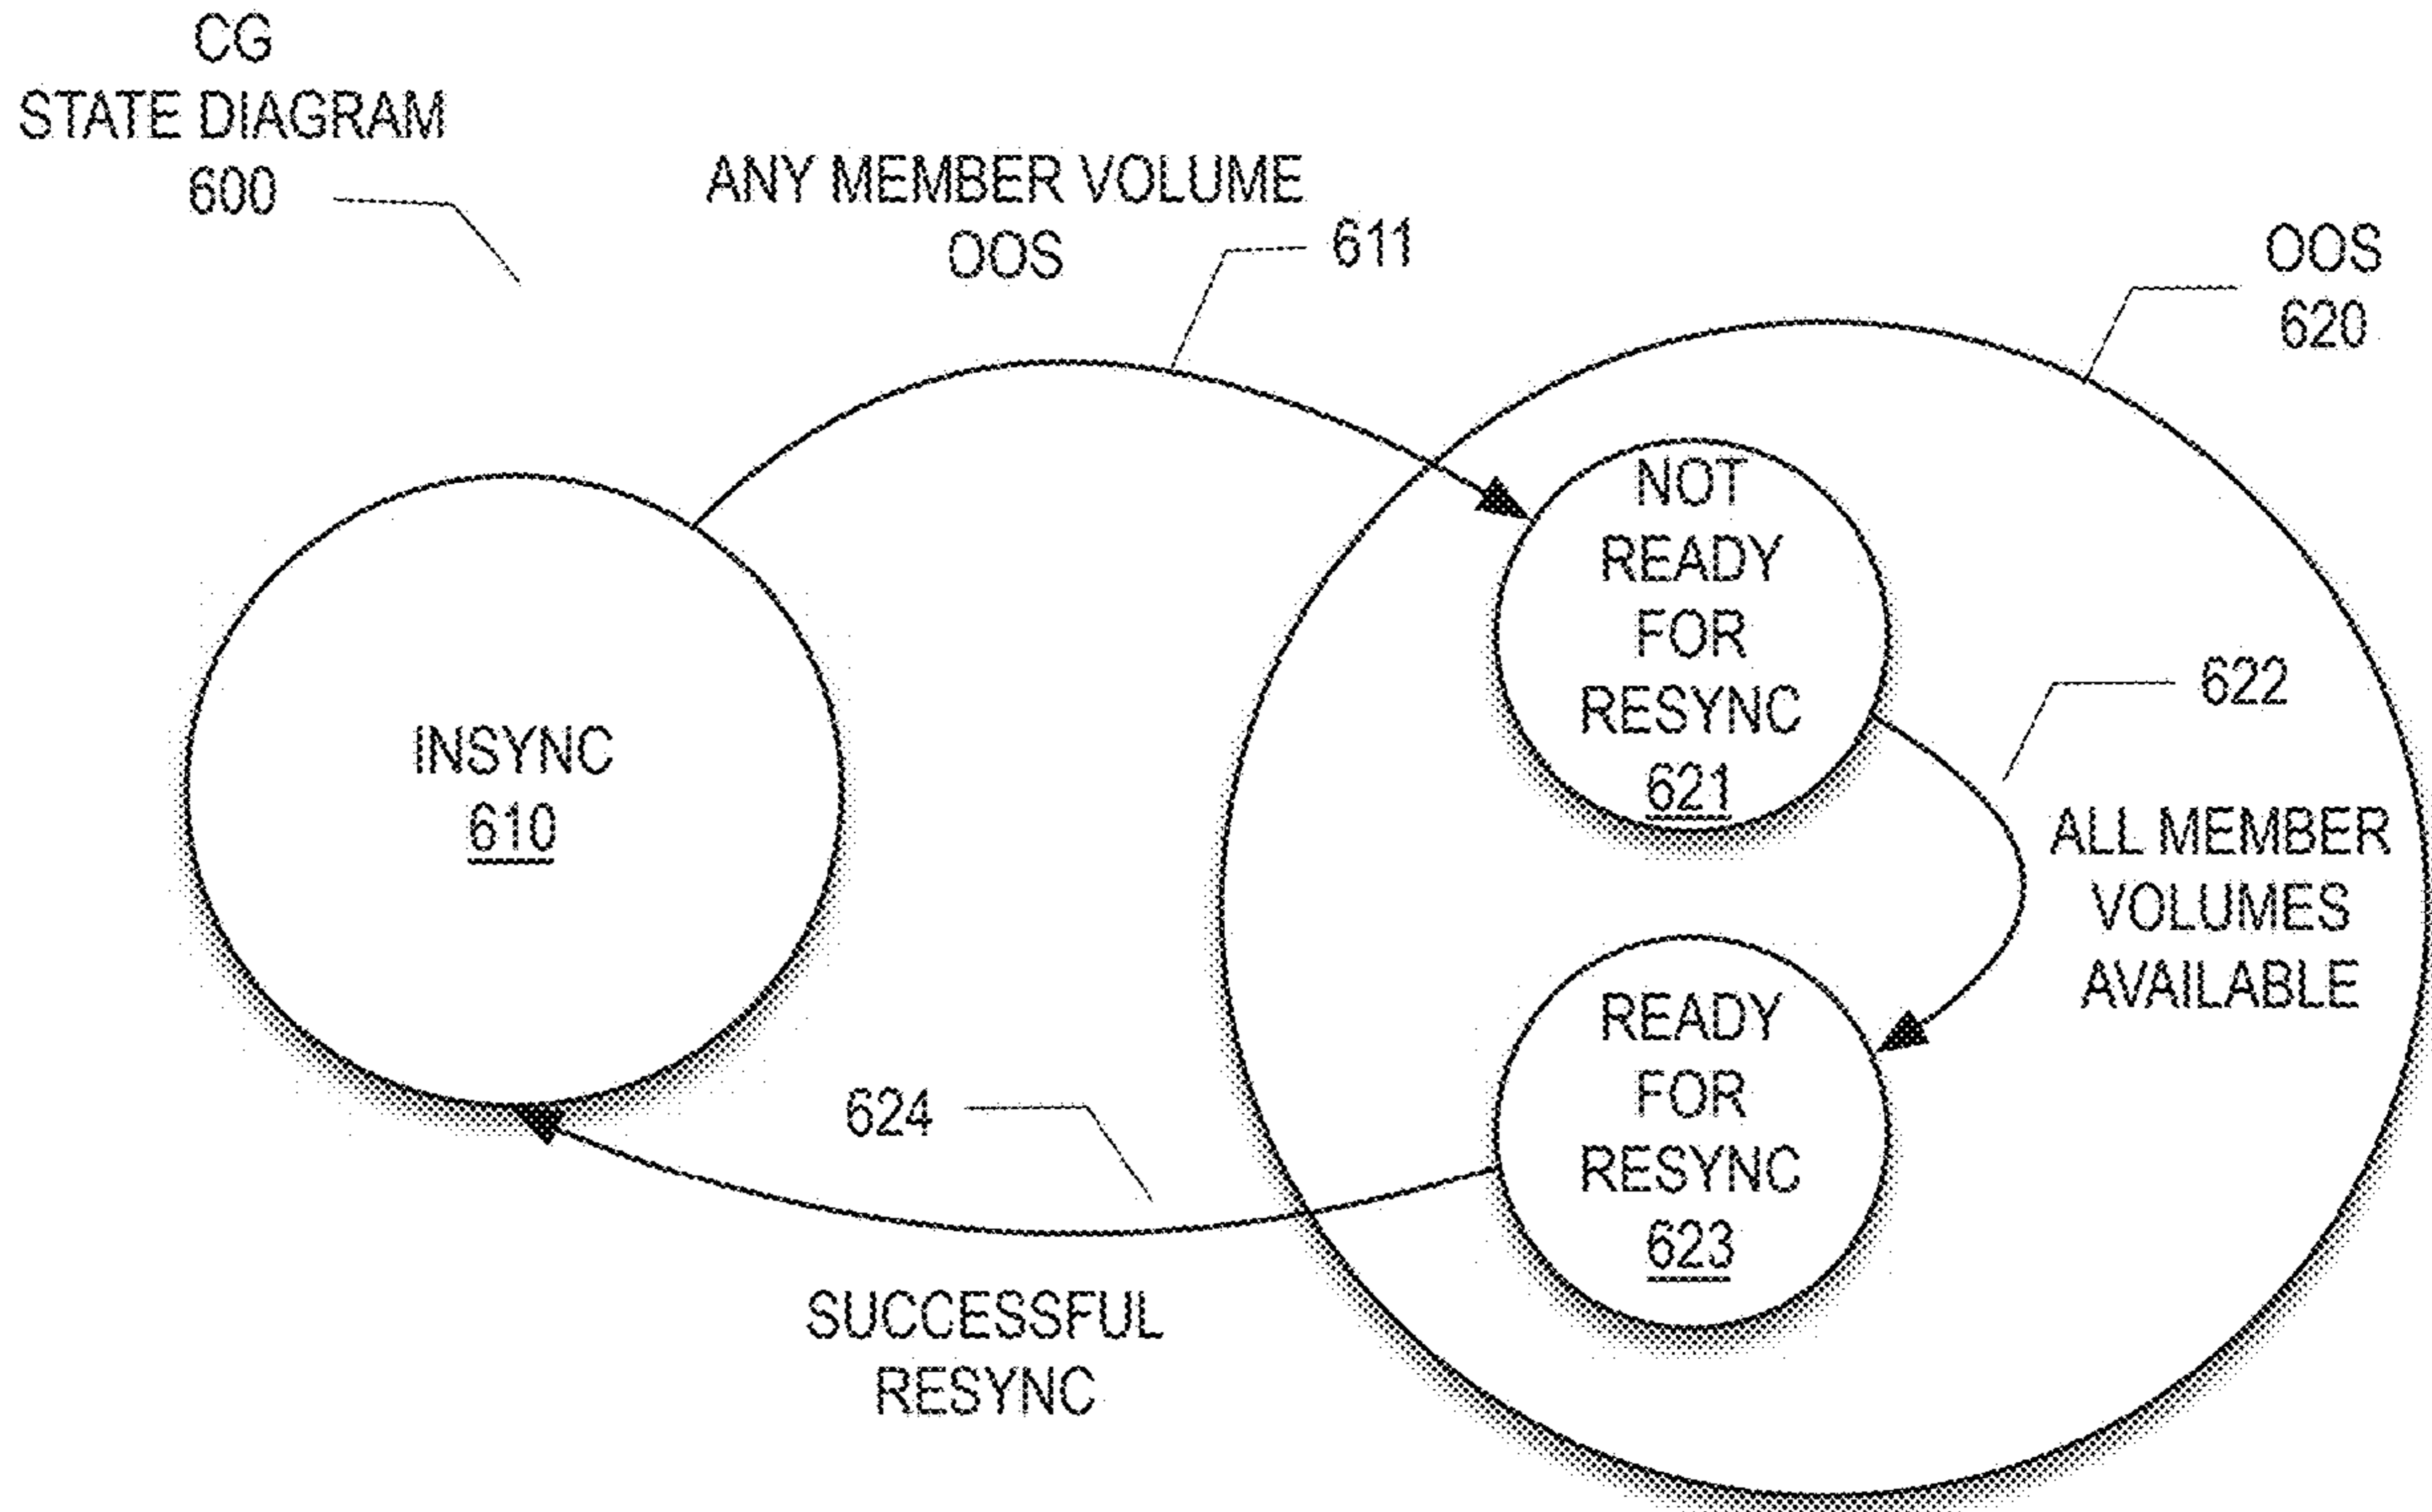 CG
STATE DIAGRAM
600
ANY MEMBER VOLUME
OOS
611
OOS
620
INSYNC
610
NOT
READY
FOR
RESYNC
621
622
ALL MEMBER
VOLUMES
AVAILABLE
READY
FOR
RESYNC
623
624
SUCCESSFUL
RESYNC